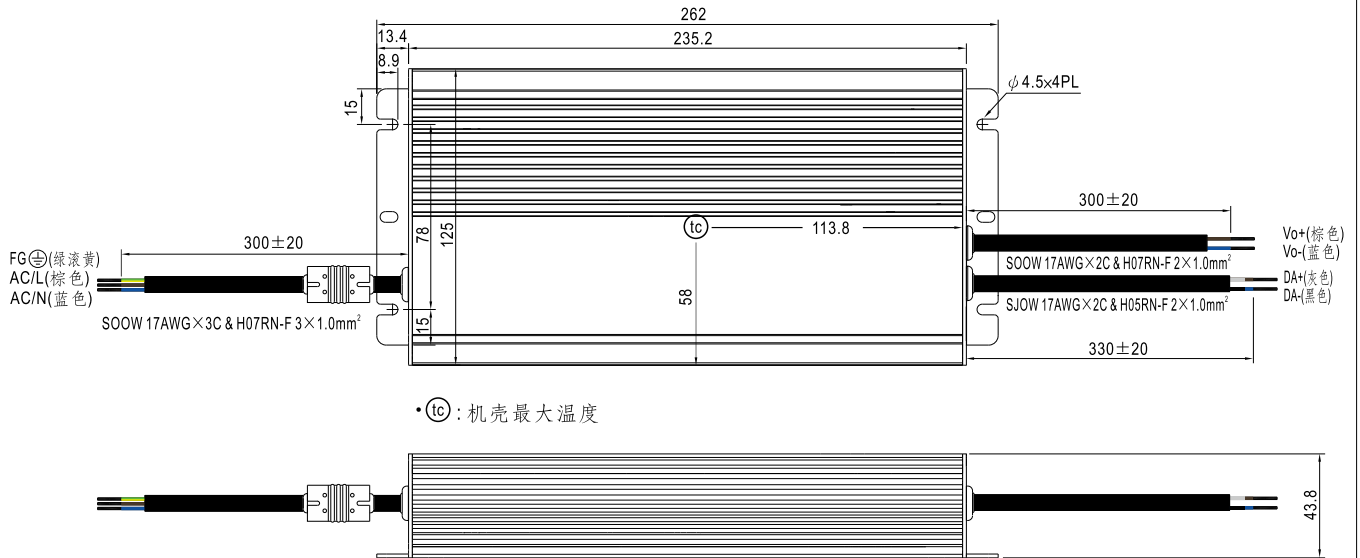 262
13.4
235.2
8.9
φ 4.5x4PL
15
300±20
113.8
tc
78
125
Vo+(棕色)
Vo-(蓝色)
300±20
FG(绿滚黄)
SOOW 17AWG×2C & H07RN-F 2×1.0mm²
AC/L(棕色)
DA+(灰色)
AC/N(蓝色)
58
DA-(黑色)
SJOW 17AWG×2C & H05RN-F 2×1.0mm²
SOOW 17AWG×3C & H07RN-F 3×1.0mm²
15
330±20
•tc:机壳最大温度
43.8